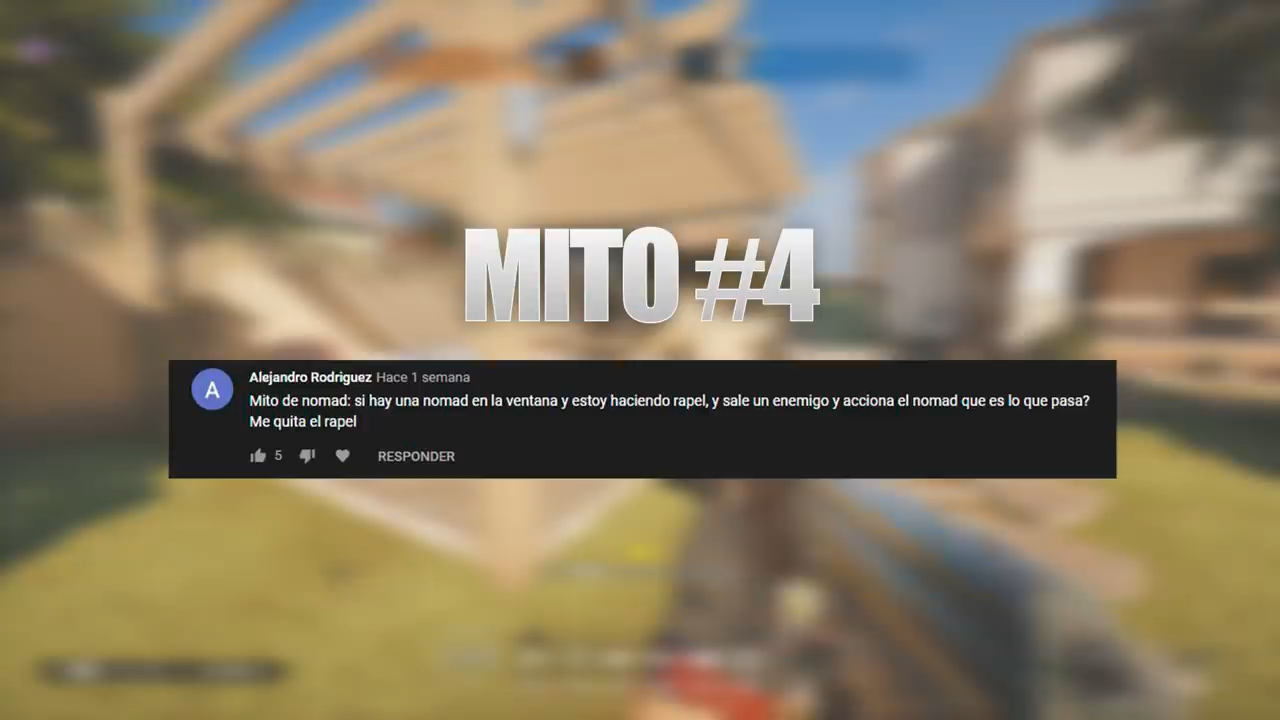 MITO #4
A
Alejandro Rodriguez Hace 1 semana
Mito de nomad: si hay una nomad en la ventana y estoy haciendo rapel, y sale un enemigo y acciona el nomad que es lo que pasa?
Me quita el rapel
5 RESPONDER